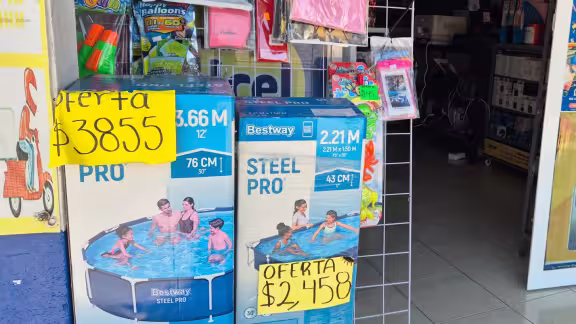 Balloons
oferta
$3855
3.66 M
12'
76 CM
30"
PRO
Bestway
STEEL PRO
Bestway
2.21 M
STEEL
PRO
43 CM
OFERTA
$2,458